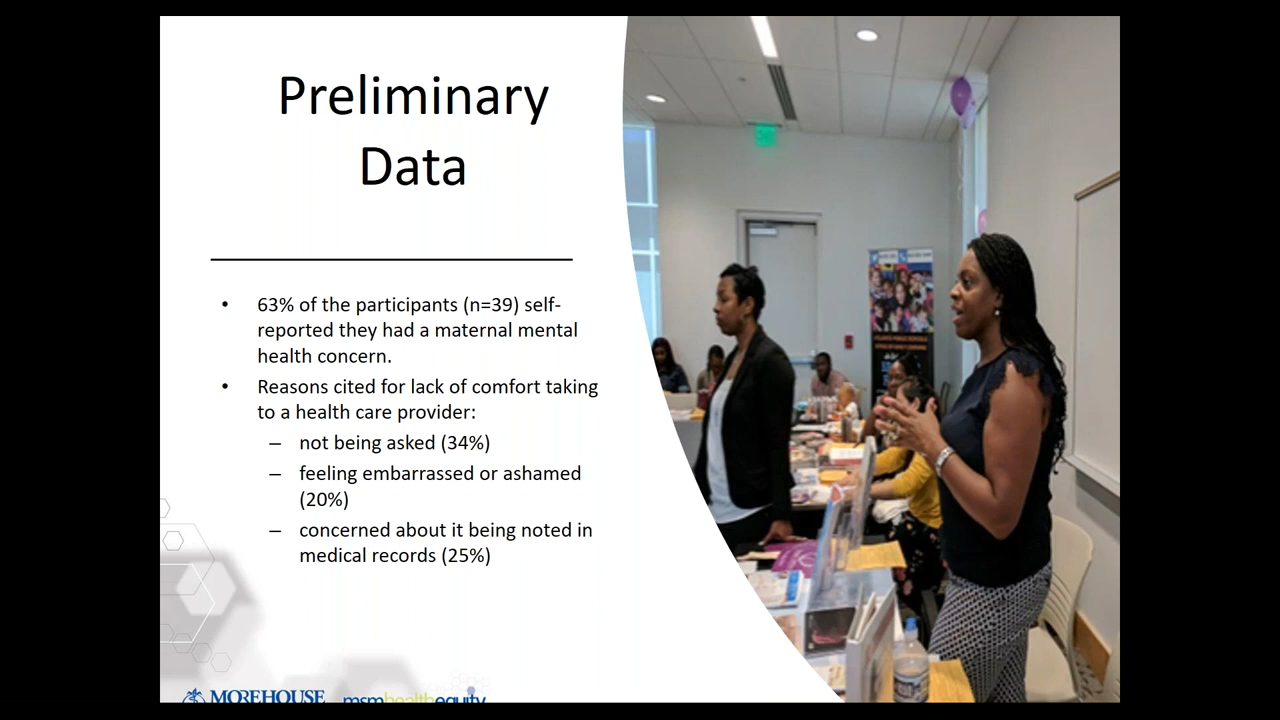 Preliminary
Data
• 63% of the participants (n=39) self-
reported they had a maternal mental
health concern.
• Reasons cited for lack of comfort taking
to a health care provider:
– not being asked (34%)
– feeling embarrassed or ashamed
(20%)
– concerned about it being noted in
medical records (25%)
MOREHOUSE
msmhealthequity